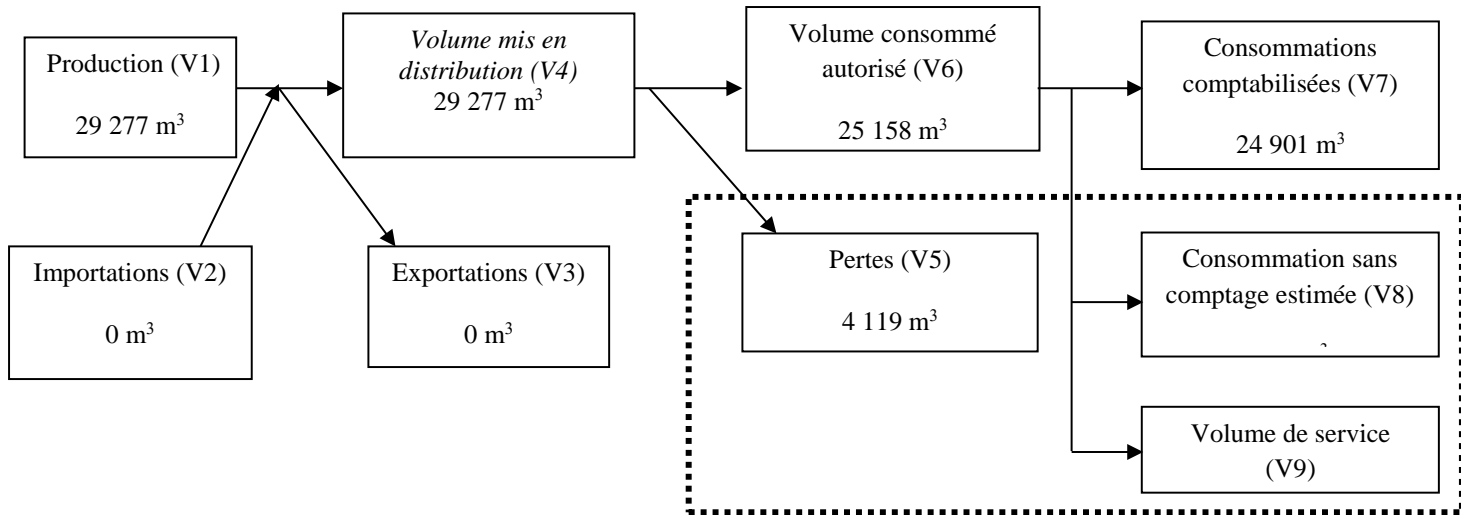 Production (V1)
29 277 m³
Volume mis en
distribution (V4)
29 277 m³
Volume consommé
autorisé (V6)
25 158 m³
Consommations
comptabilisées (V7)
24 901 m³
Importations (V2)
0 m³
Exportations (V3)
0 m³
Pertes (V5)
4 119 m³
Consommation sans
comptage estimée (V8)
Volume de service
(V9)